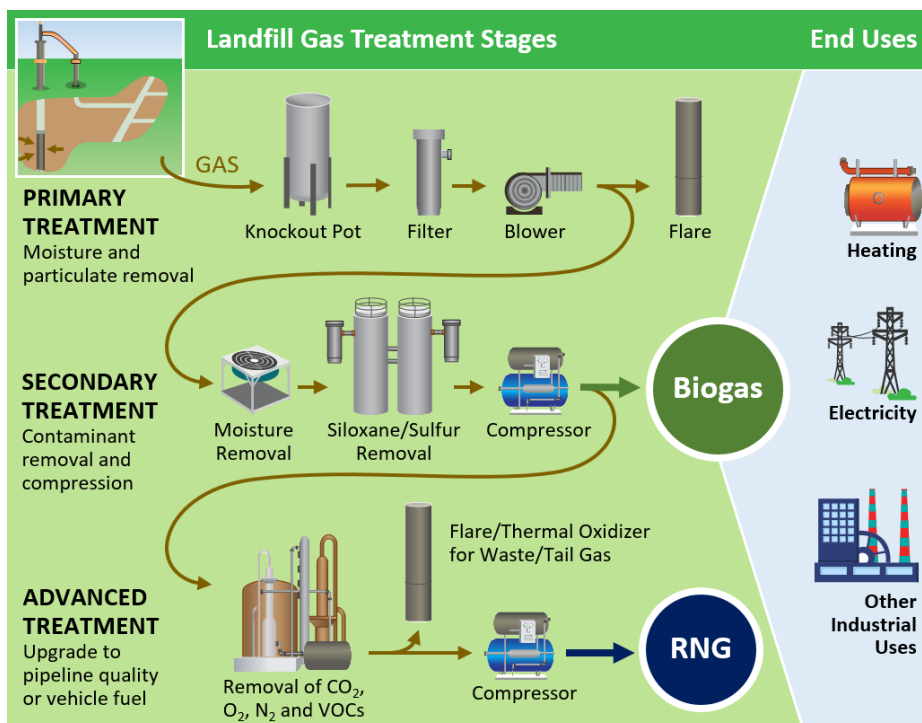 Landfill Gas Treatment Stages
End Uses
GAS
PRIMARY
TREATMENT
Moisture and
particulate removal
Knockout Pot
Filter
Blower
Flare
Heating
SECONDARY
TREATMENT
Contaminant
removal and
compression
Moisture
Removal
Siloxane/Sulfur
Removal
Compressor
Biogas
Electricity
ADVANCED
TREATMENT
Upgrade to
pipeline quality
or vehicle fuel
Removal of CO₂,
O₂, N₂ and VOCs
Flare/Thermal Oxidizer
for Waste/Tail Gas
Compressor
RNG
Other
Industrial
Uses